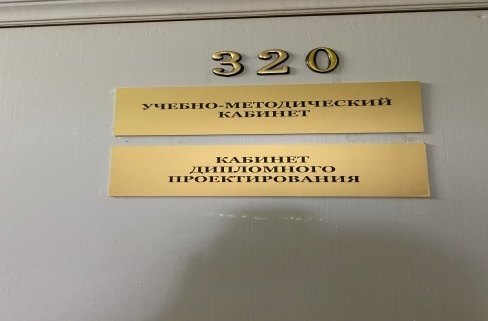 320
УЧЕБНО-МЕТОДИЧЕСКИЙ
КАБИНЕТ
КАБИНЕТ
ДИПЛОМНОГО
ПРОЕКТИРОВАНИЯ